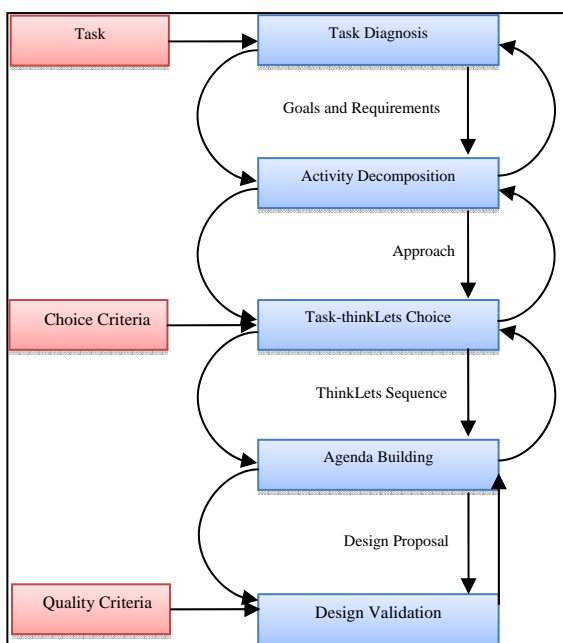 Task
Task Diagnosis
Goals and Requirements
Activity Decomposition
Approach
Choice Criteria
Task-thinkLets Choice
ThinkLets Sequence
Agenda Building
Design Proposal
Quality Criteria
Design Validation